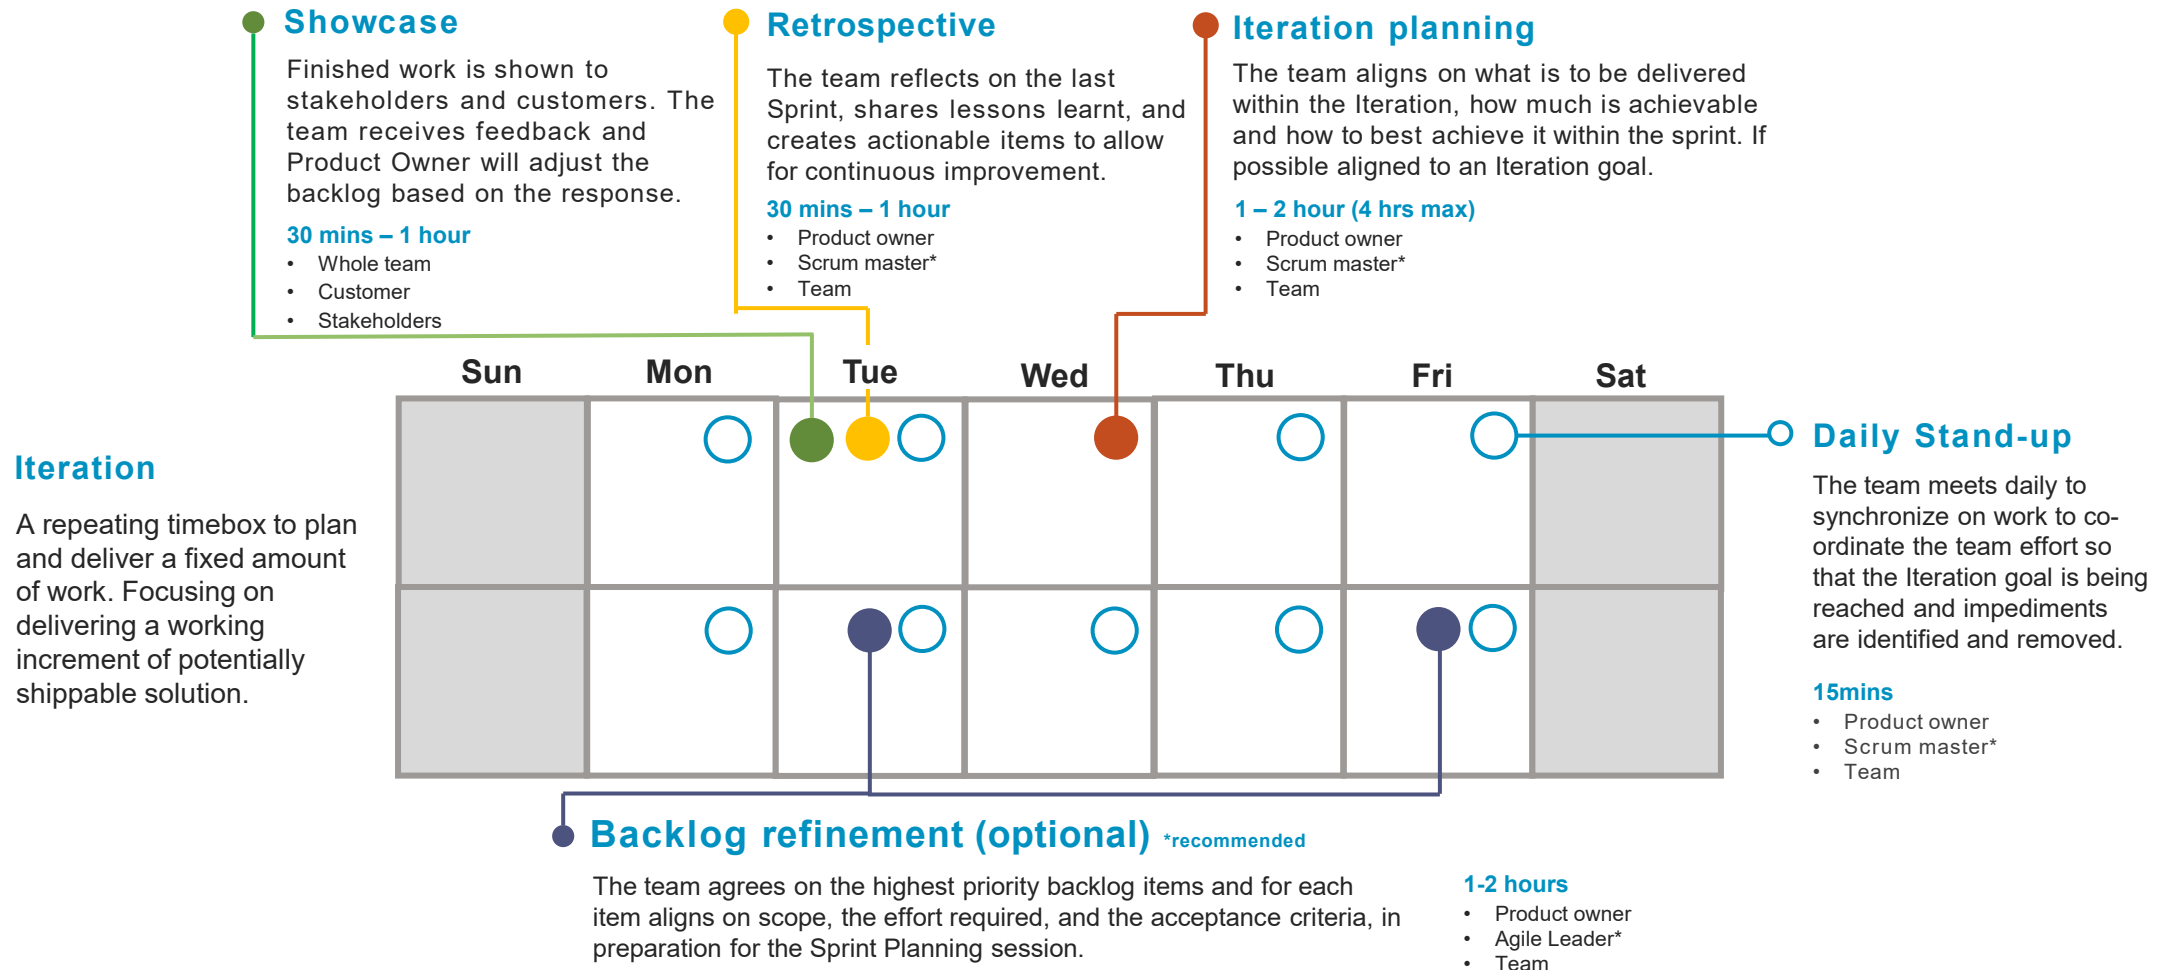 Showcase
Finished work is shown to
stakeholders and customers. The
team receives feedback and
Product Owner will adjust the
backlog based on the response.
30 mins – 1 hour
• Whole team
• Customer
• Stakeholders
Retrospective
The team reflects on the last
Sprint, shares lessons learnt, and
creates actionable items to allow
for continuous improvement.
30 mins – 1 hour
• Product owner
• Scrum master*
• Team
Iteration planning
The team aligns on what is to be delivered
within the Iteration, how much is achievable
and how to best achieve it within the sprint. If
possible aligned to an Iteration goal.
1 – 2 hour (4 hrs max)
• Product owner
• Scrum master*
• Team
Sun Mon Tue Wed Thu Fri Sat
Iteration
A repeating timebox to plan
and deliver a fixed amount
of work. Focusing on
delivering a working
increment of potentially
shippable solution.
Daily Stand-up
The team meets daily to
synchronize on work to co-
ordinate the team effort so
that the Iteration goal is being
reached and impediments
are identified and removed.
15mins
• Product owner
• Scrum master*
• Team
Backlog refinement (optional) *recommended
The team agrees on the highest priority backlog items and for each
item aligns on scope, the effort required, and the acceptance criteria, in
preparation for the Sprint Planning session.
1-2 hours
• Product owner
• Agile Leader*
• Team